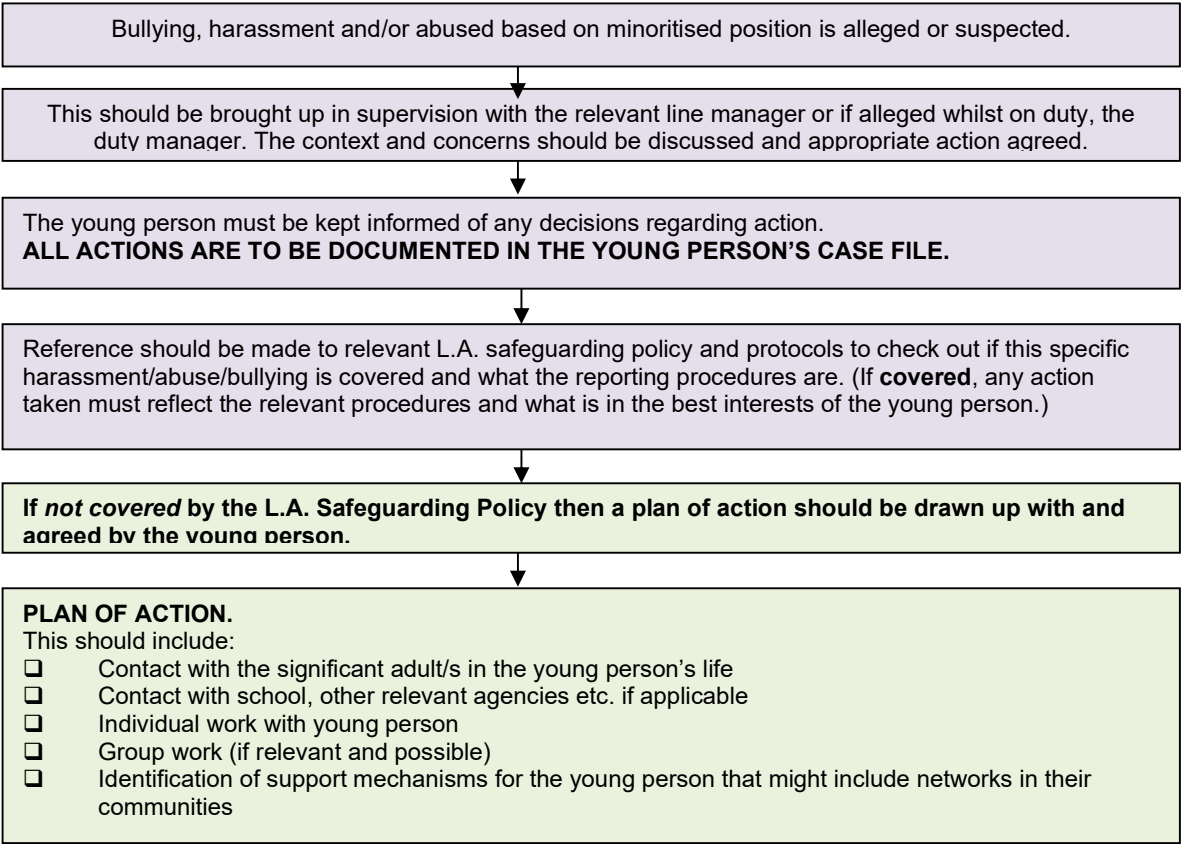 Bullying, harassment and/or abused based on minoritised position is alleged or suspected.
This should be brought up in supervision with the relevant line manager or if alleged whilst on duty, the
duty manager. The context and concerns should be discussed and appropriate action agreed.
The young person must be kept informed of any decisions regarding action.
ALL ACTIONS ARE TO BE DOCUMENTED IN THE YOUNG PERSON'S CASE FILE.
Reference should be made to relevant L.A. safeguarding policy and protocols to check out if this specific
harassment/abuse/bullying is covered and what the reporting procedures are. (If covered, any action
taken must reflect the relevant procedures and what is in the best interests of the young person.)
If not covered by the L.A. Safeguarding Policy then a plan of action should be drawn up with and
agreed by the young person.
PLAN OF ACTION.
This should include:
❑ Contact with the significant adult/s in the young person's life
❑ Contact with school, other relevant agencies etc. if applicable
❑ Individual work with young person
❑ Group work (if relevant and possible)
❑ Identification of support mechanisms for the young person that might include networks in their
communities